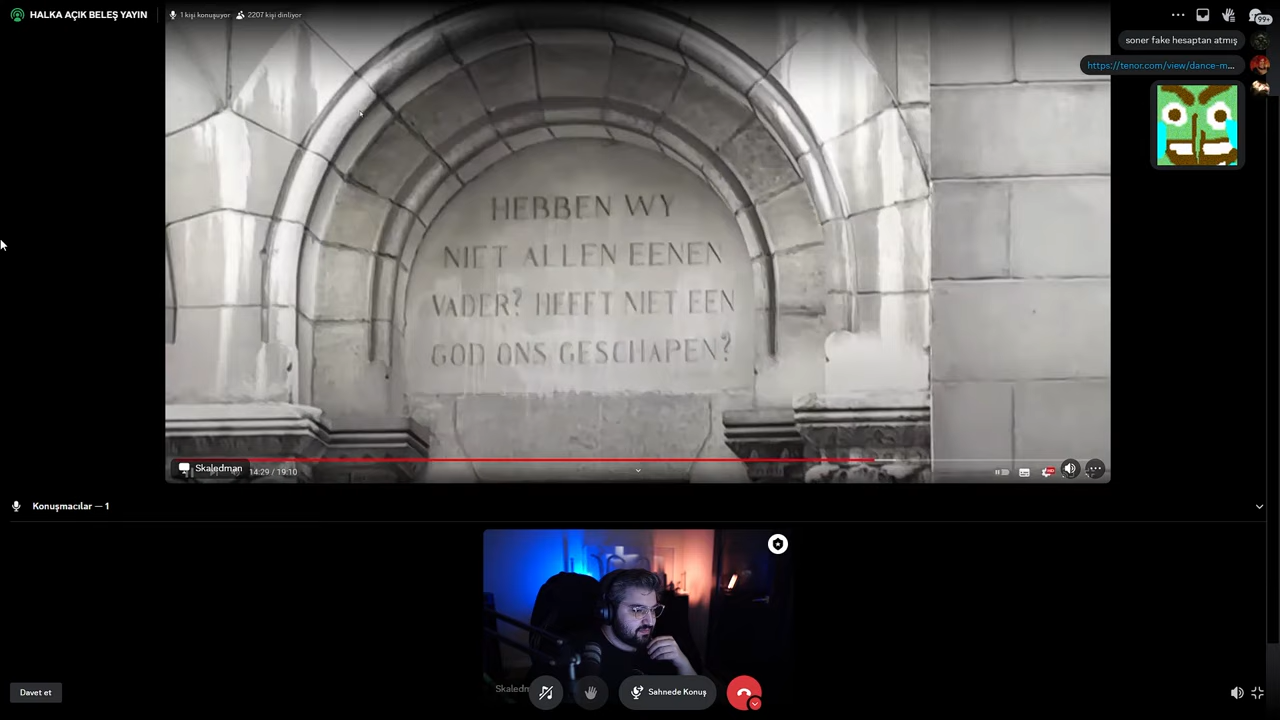 HALKA AÇIK BELEŞ YAYIN
1 kişi konuşuyor
2207 kişi dinliyor
99+
soner fake hesaptan atmış
https://tenor.com/view/dance-m...
HEBBEN WY
NIET ALLEN EENEN
VADER? HEEFT NIET EEN
GOD ONS GESCHAPEN?
Skaledman
14:29 / 19:10
Konuşmacılar — 1
Skaledm
Davet et
Sahnede Konuş